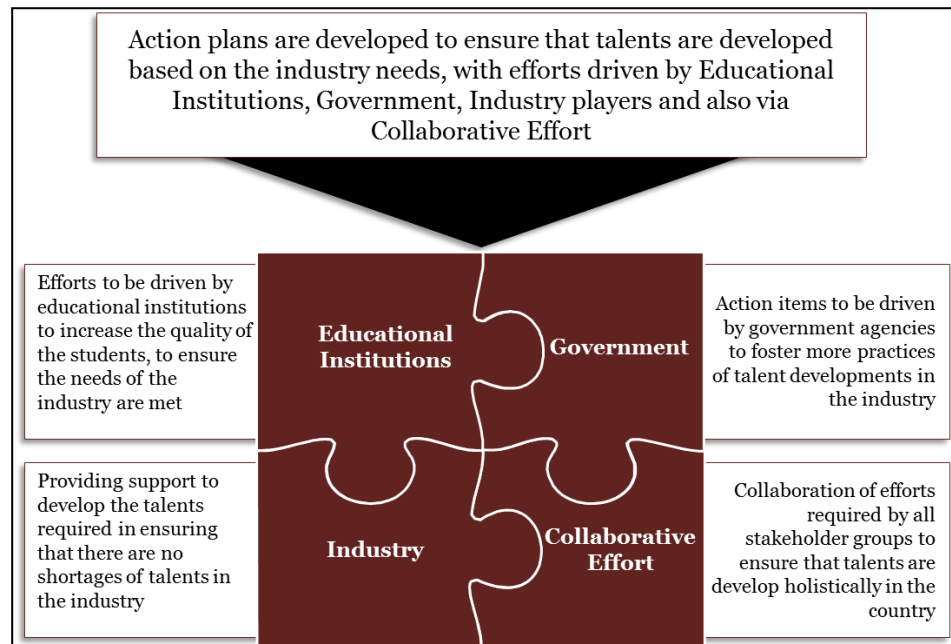 Action plans are developed to ensure that talents are developed
based on the industry needs, with efforts driven by Educational
Institutions, Government, Industry players and also via
Collaborative Effort
Efforts to be driven by
educational institutions
to increase the quality of
the students, to ensure
the needs of the
industry are met
Educational
Institutions
Government
Action items to be driven
by government agencies
to foster more practices
of talent developments in
the industry
Providing support to
develop the talents
required in ensuring
that there are no
shortages of talents in
the industry
Industry
Collaborative
Effort
Collaboration of efforts
required by all
stakeholder groups to
ensure that talents are
develop holistically in the
country